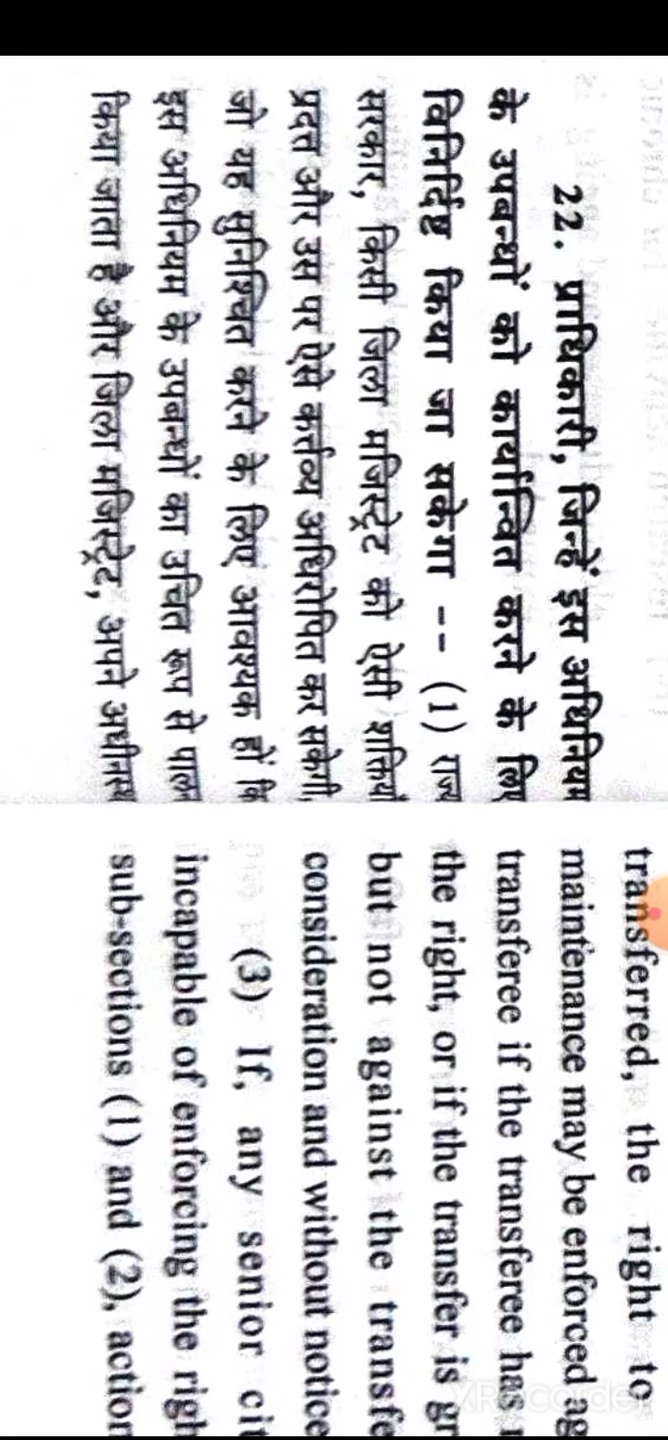 22. प्राधिकारी, जिन्हें इस अधिनियम
के उपबन्धों को कार्यान्वित करने के लिए
विनिर्दिष्ट किया जा सकेगा -- (1) राज्य
सरकार, किसी जिला मजिस्ट्रेट को ऐसी शक्तियां
प्रदत्त और उस पर ऐसे कर्तव्य अधिरोपित कर सकेगी,
जो यह सुनिश्चित करने के लिए आवश्यक हों कि
इस अधिनियम के उपबन्धों का उचित रूप से पालन
किया जाता है और जिला मजिस्ट्रेट, अपने अधीनस्थ
transferred, the right to
maintenance may be enforced ag
transferee if the transferee has
the right, or if the transfer is gr
but not against the transfe
consideration and without notice
(3) If, any senior cit
incapable of enforcing the righ
sub-sections (1) and (2), action
XRecorder